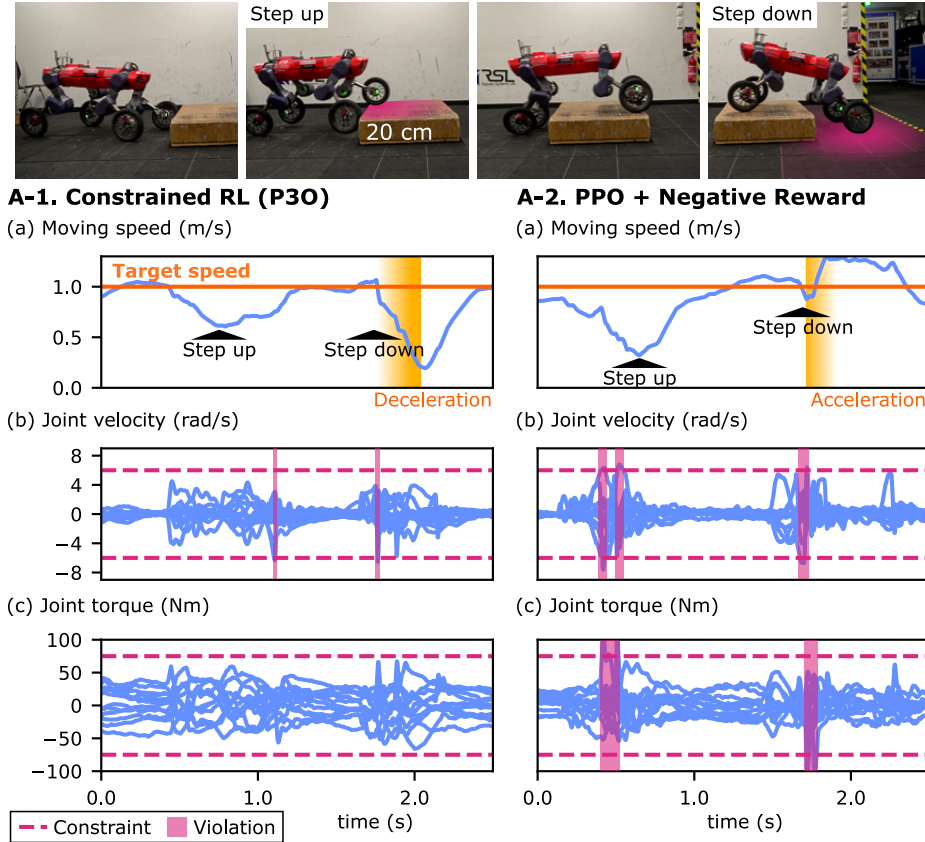 Step up
Step down
20 cm
RSL
A-1. Constrained RL (P3O)
A-2. PPO + Negative Reward
(a) Moving speed (m/s)
(a) Moving speed (m/s)
Target speed
1.0
0.5
0.0
Step up
Step down
Deceleration
Step up
Step down
Acceleration
(b) Joint velocity (rad/s)
(b) Joint velocity (rad/s)
8
4
0
−4
−8
(c) Joint torque (Nm)
(c) Joint torque (Nm)
100
50
0
−50
−100
0.0 1.0 2.0
0.0 1.0 2.0
time (s)
time (s)
Constraint
Violation